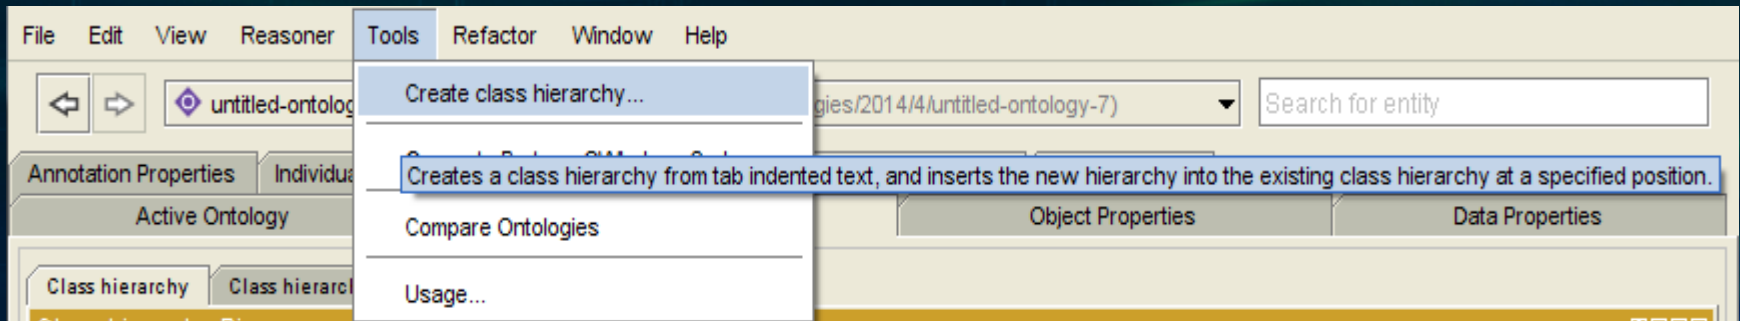 File Edit View Reasoner Tools Refactor Window Help
Create class hierarchy...
untitled-ontolog gies/2014/4/untitled-ontology-7) Search for entity
Annotation Properties Individua Creates a class hierarchy from tab indented text, and inserts the new hierarchy into the existing class hierarchy at a specified position.
Active Ontology Object Properties Data Properties
Compare Ontologies
Class hierarchy Class hierarc
Usage...